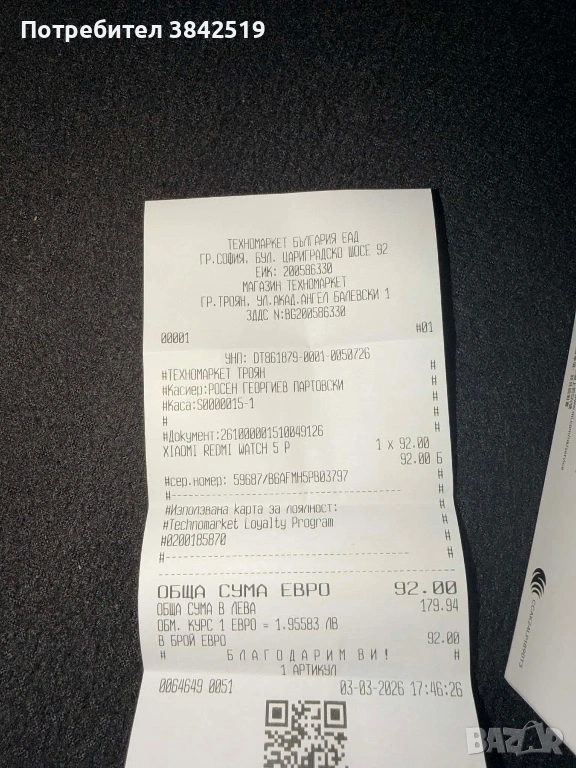 Потребител 3842519
ТЕХНОМАРКЕТ БЪЛГАРИЯ ЕАД
ГР.СОФИЯ, БУЛ. ЦАРИГРАДСКО ШОСЕ 92
ЕИК: 200586330
МАГАЗИН ТЕХНОМАРКЕТ
ГР.ТРОЯН, УЛ.АКАД.АНГЕЛ БАЛЕВСКИ 1
ЗДДС N:BG200586330
00001 #01
УНП: DT861879-0001-0050726
#ТЕХНОМАРКЕТ ТРОЯН #
#Касиер:РОСЕН ГЕОРГИЕВ ПАРТОВСКИ #
#Каса:S0000015-1 #
# #
#Документ:261000001510049126 #
XIAOMI REDMI WATCH 5 P 1 x 92.00
92.00 Б
#сер.номер: 59687/B6AFMH5PB03797 #
#------------------------------------ #
#Използвана карта за лоялност: #
#Technomarket Loyalty Program #
#0200185870 #
#------------------------------------ #
ОБЩА СУМА ЕВРО 92.00
ОБЩА СУМА В ЛЕВА 179.94
ОБМ. КУРС 1 ЕВРО = 1.95583 ЛВ
В БРОЙ ЕВРО 92.00
# БЛАГОДАРИМ ВИ! #
1 АРТИКУЛ
0064649 0051 03-03-2026 17:46:26
BAZAR